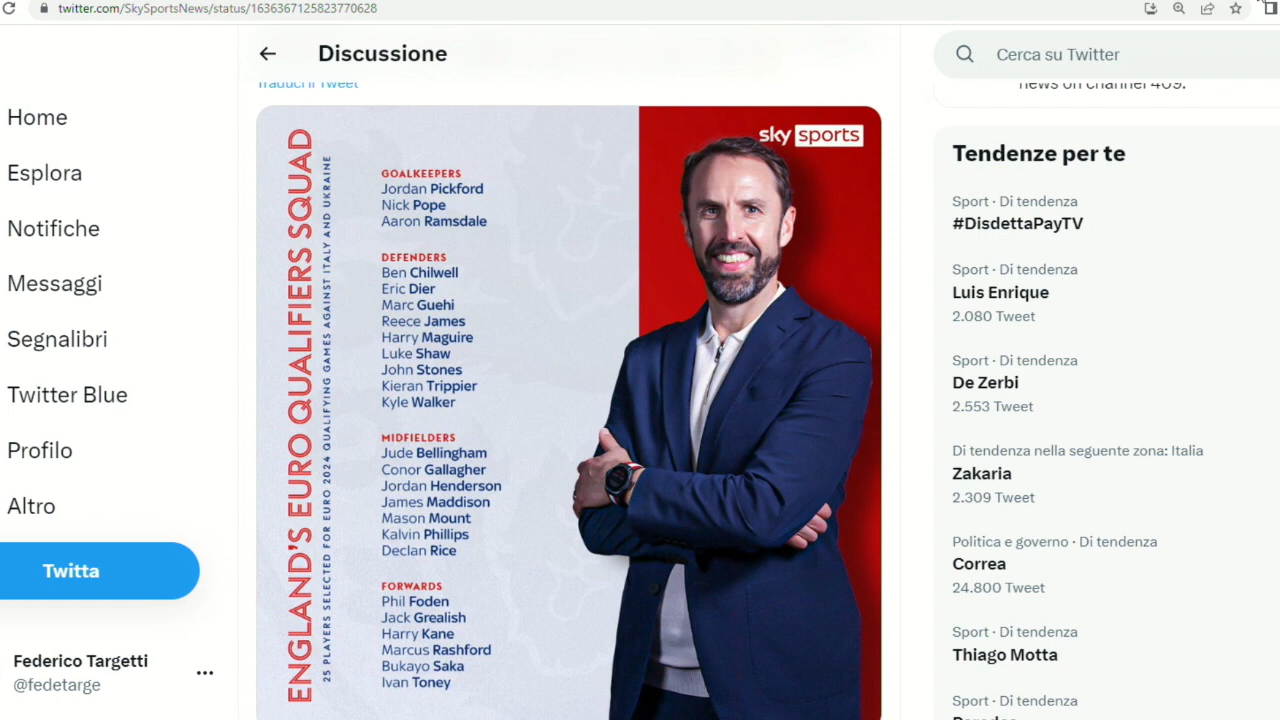 twitter.com/SkySportsNews/status/1636367125823770628
Home
Esplora
Notifiche
Messaggi
Segnalibri
Twitter Blue
Profilo
Altro
Twitta
Federico Targetti
@fedetarge
Discussione
Traduci il Tweet
ENGLAND'S EURO QUALIFIERS SQUAD
25 PLAYERS SELECTED FOR EURO 2024 QUALIFYING GAMES AGAINST ITALY AND UKRAINE
sky sports
GOALKEEPERS
Jordan Pickford
Nick Pope
Aaron Ramsdale
DEFENDERS
Ben Chilwell
Eric Dier
Marc Guehi
Reece James
Harry Maguire
Luke Shaw
John Stones
Kieran Trippier
Kyle Walker
MIDFIELDERS
Jude Bellingham
Conor Gallagher
Jordan Henderson
James Maddison
Mason Mount
Kalvin Phillips
Declan Rice
FORWARDS
Phil Foden
Jack Grealish
Harry Kane
Marcus Rashford
Bukayo Saka
Ivan Toney
Cerca su Twitter
news on channel 409.
Tendenze per te
Sport · Di tendenza
#DisdettaPayTV
Sport · Di tendenza
Luis Enrique
2.080 Tweet
Sport · Di tendenza
De Zerbi
2.553 Tweet
Di tendenza nella seguente zona: Italia
Zakaria
2.309 Tweet
Politica e governo · Di tendenza
Correa
24.800 Tweet
Sport · Di tendenza
Thiago Motta
Sport · Di tendenza